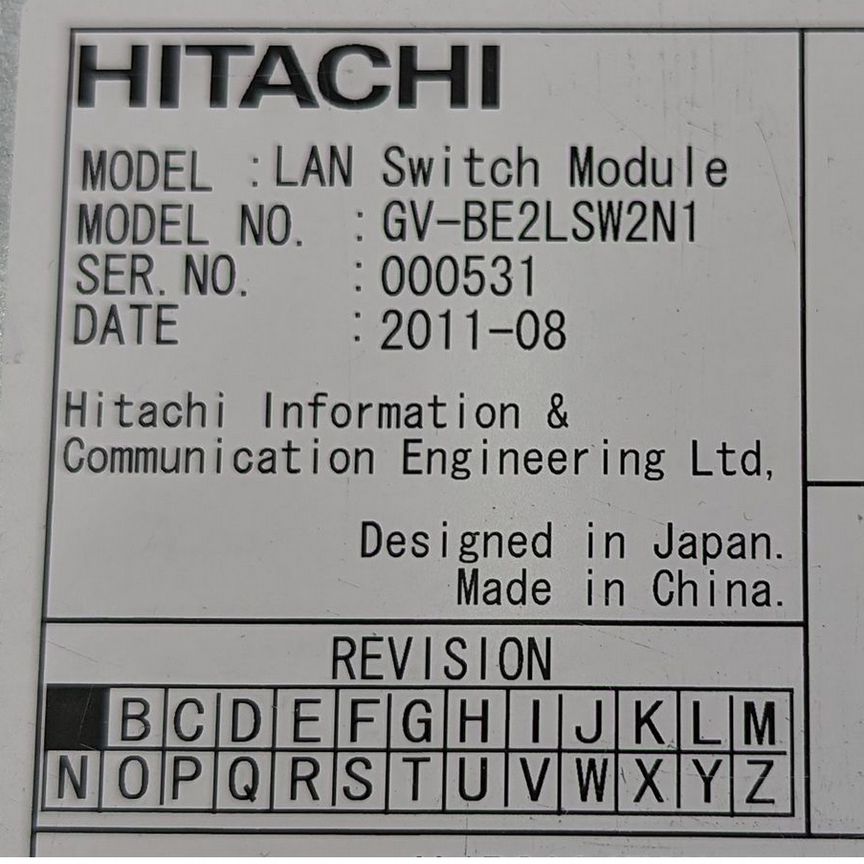 HITACHI
MODEL : LAN Switch Module
MODEL NO. : GV-BE2LSW2N1
SER. NO. : 000531
DATE : 2011-08
Hitachi Information &
Communication Engineering Ltd,
Designed in Japan.
Made in China.
REVISION
B C D E F G H I J K L M
N O P Q R S T U V W X Y Z